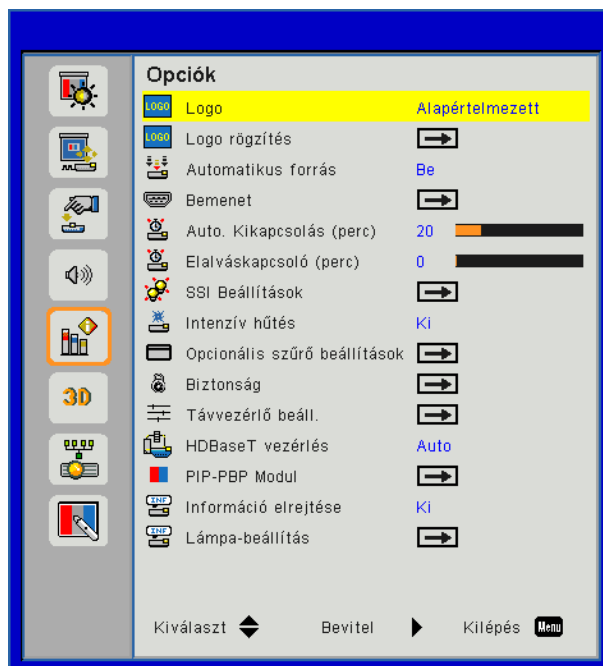 Opciók
LOGO Logo Alapértelmezett
LOGO Logo rögzítés
Automatikus forrás Be
Bemenet
Auto. Kikapcsolás (perc) 20
Elalváskapcsoló (perc) 0
SSI Beállítások
Intenzív hűtés Ki
Opcionális szűrő beállítások
Biztonság
Távvezérlő beáll.
3D
HDBaseT vezérlés Auto
PIP-PBP Modul
INF Információ elrejtése Ki
INF Lámpa-beállítás
Kiválaszt Bevitel Kilépés Menu